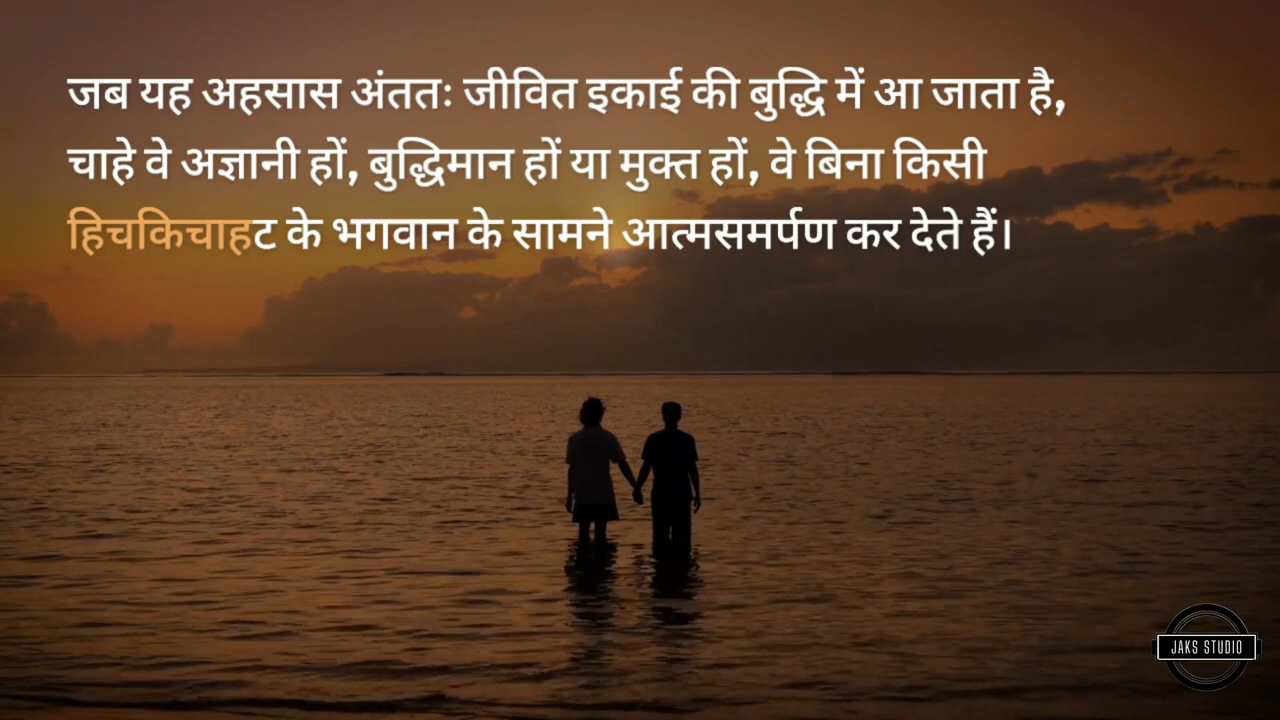 जब यह अहसास अंततः जीवित इकाई की बुद्धि में आ जाता है,
चाहे वे अज्ञानी हों, बुद्धिमान हों या मुक्त हों, वे बिना किसी
हिचकिचाहट के भगवान के सामने आत्मसमर्पण कर देते हैं।
JAKS STUDIO